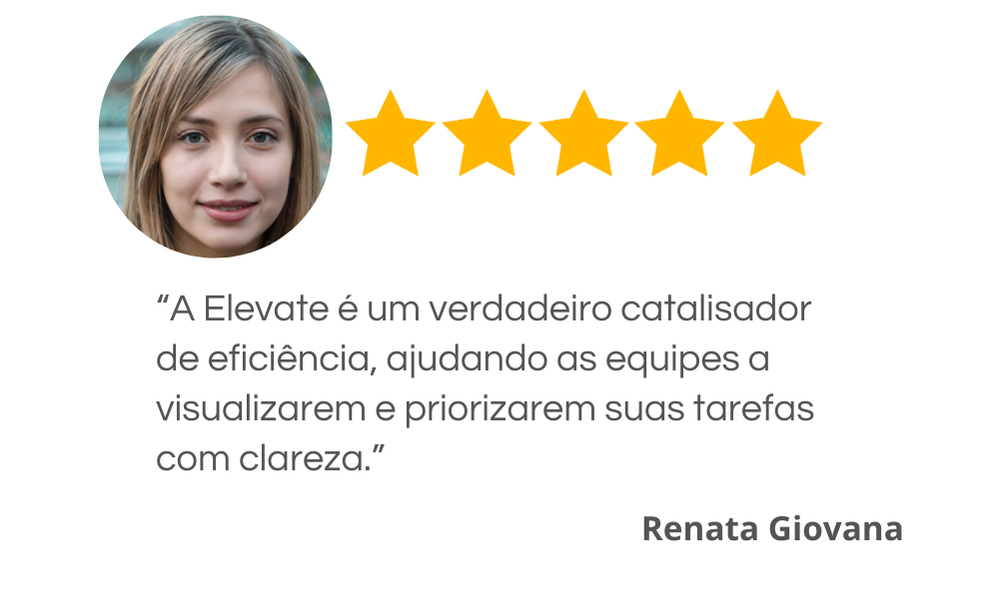 “A Elevate é um verdadeiro catalisador
de eficiência, ajudando as equipes a
visualizarem e priorizarem suas tarefas
com clareza.”
Renata Giovana